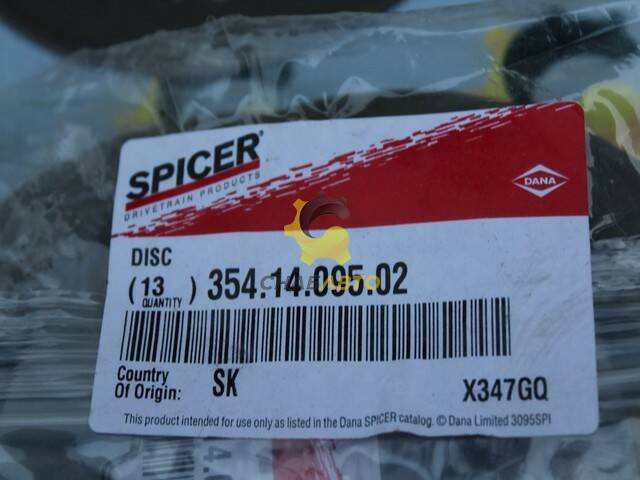 SPICER®
DRIVETRAIN PRODUCTS
DANA
DISC
(13) 354.14.095.02
QUANTITY
СНАБАВТО
Country
Of Origin: SK
X347GQ
This product intended for use only as listed in the Dana SPICER catalog. © Dana Limited 3095SPI